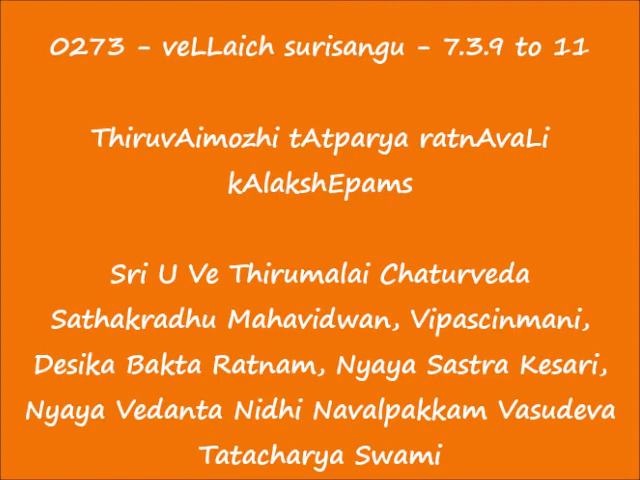 0273 - veLLaich surisangu - 7.3.9 to 11
ThiruvAimozhi tAtparya ratnAvaLi
kAlakshEpams
Sri U Ve Thirumalai Chaturveda
Sathakradhu Mahavidwan, Vipascinmani,
Desika Bakta Ratnam, Nyaya Sastra Kesari,
Nyaya Vedanta Nidhi Navalpakkam Vasudeva
Tatacharya Swami